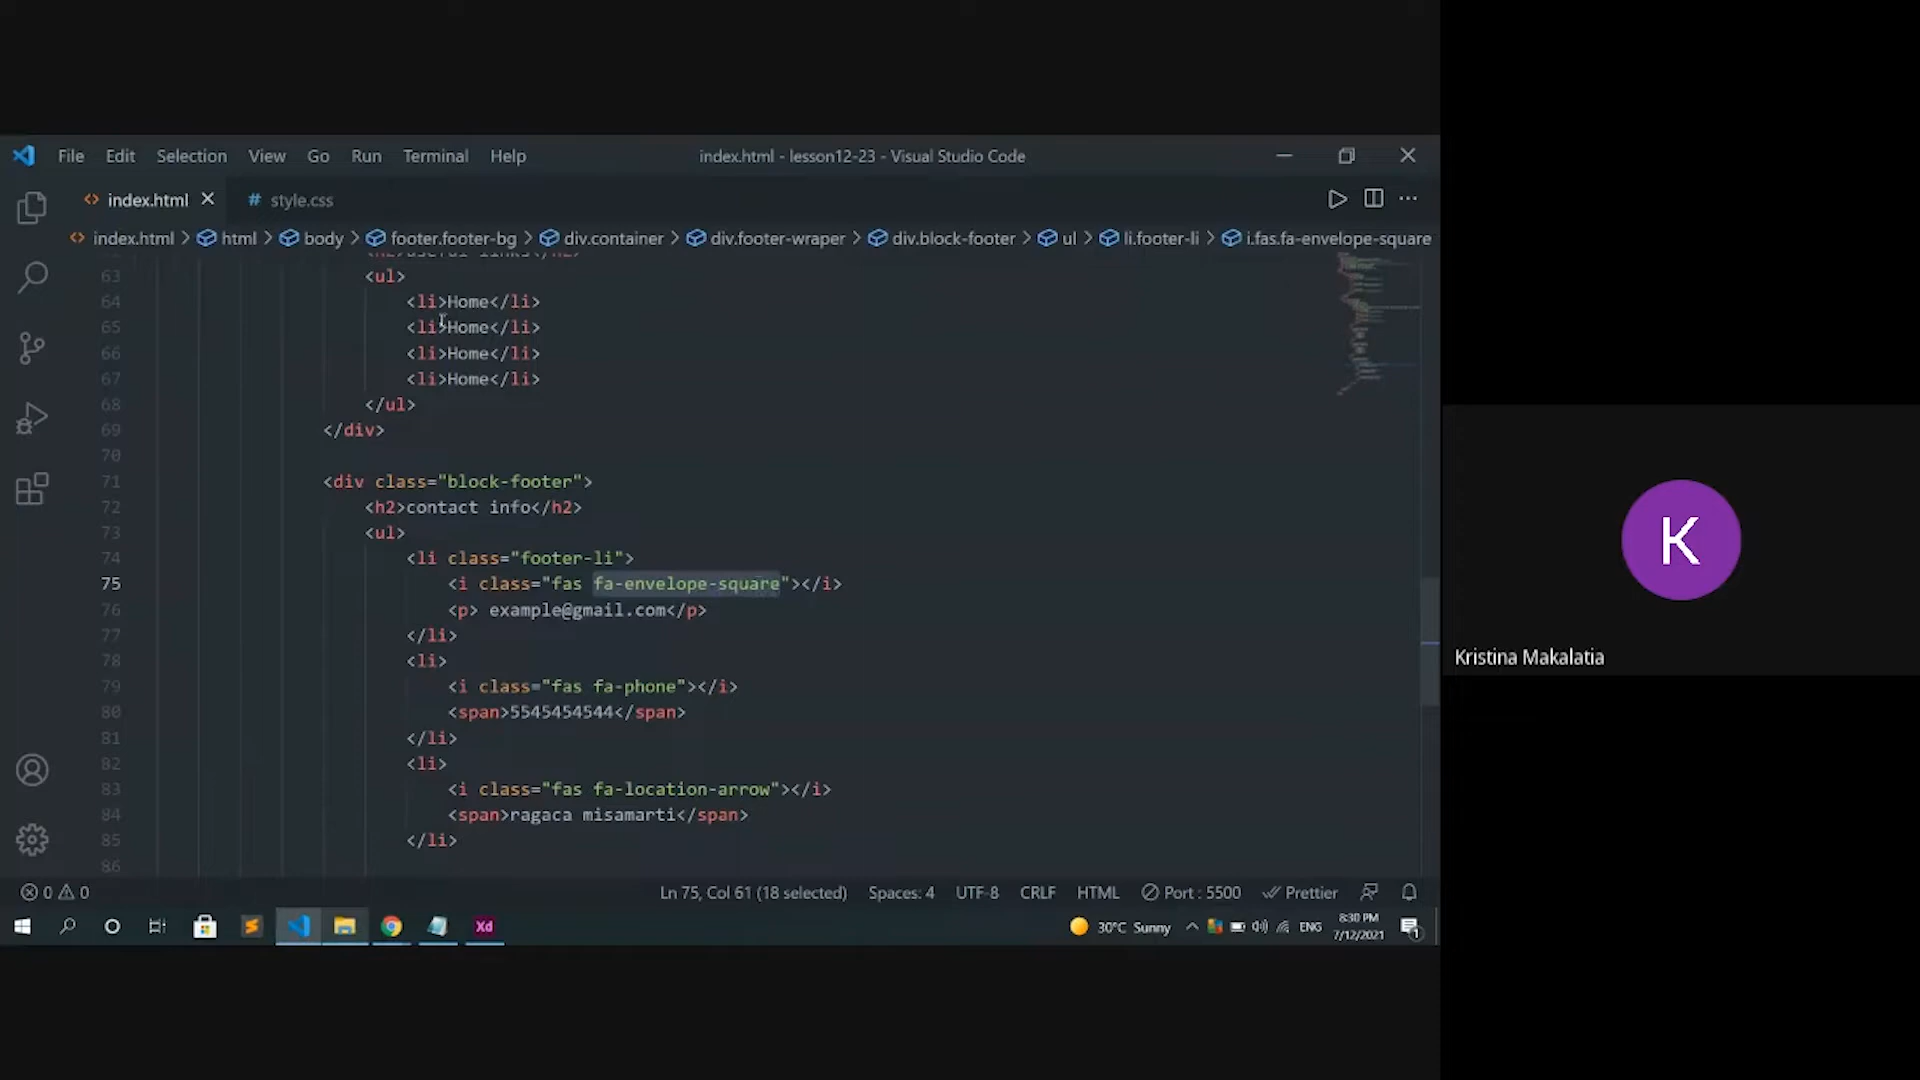 File Edit Selection View Go Run Terminal Help index.html - lesson12-23 - Visual Studio Code
index.html style.css
index.html > html > body > footer.footer-bg > div.container > div.footer-wraper > div.block-footer > ul > li.footer-li > i.fas.fa-envelope-square
63 <ul>
64 <li>Home</li>
65 <li>Home</li>
66 <li>Home</li>
67 <li>Home</li>
68 </ul>
69 </div>
70
71 <div class="block-footer">
72 <h2>contact info</h2>
73 <ul>
74 <li class="footer-li">
75 <i class="fas fa-envelope-square"></i>
76 <p> example@gmail.com</p>
77 </li>
78 <li>
79 <i class="fas fa-phone"></i>
80 <span>5545454544</span>
81 </li>
82 <li>
83 <i class="fas fa-location-arrow"></i>
84 <span>ragaca misamarti</span>
85 </li>
86
0 0 Ln 75, Col 61 (18 selected) Spaces: 4 UTF-8 CRLF HTML Port : 5500 Prettier
Xd 30°C Sunny ENG 8:30 PM
7/12/2021
1
K
Kristina Makalatia